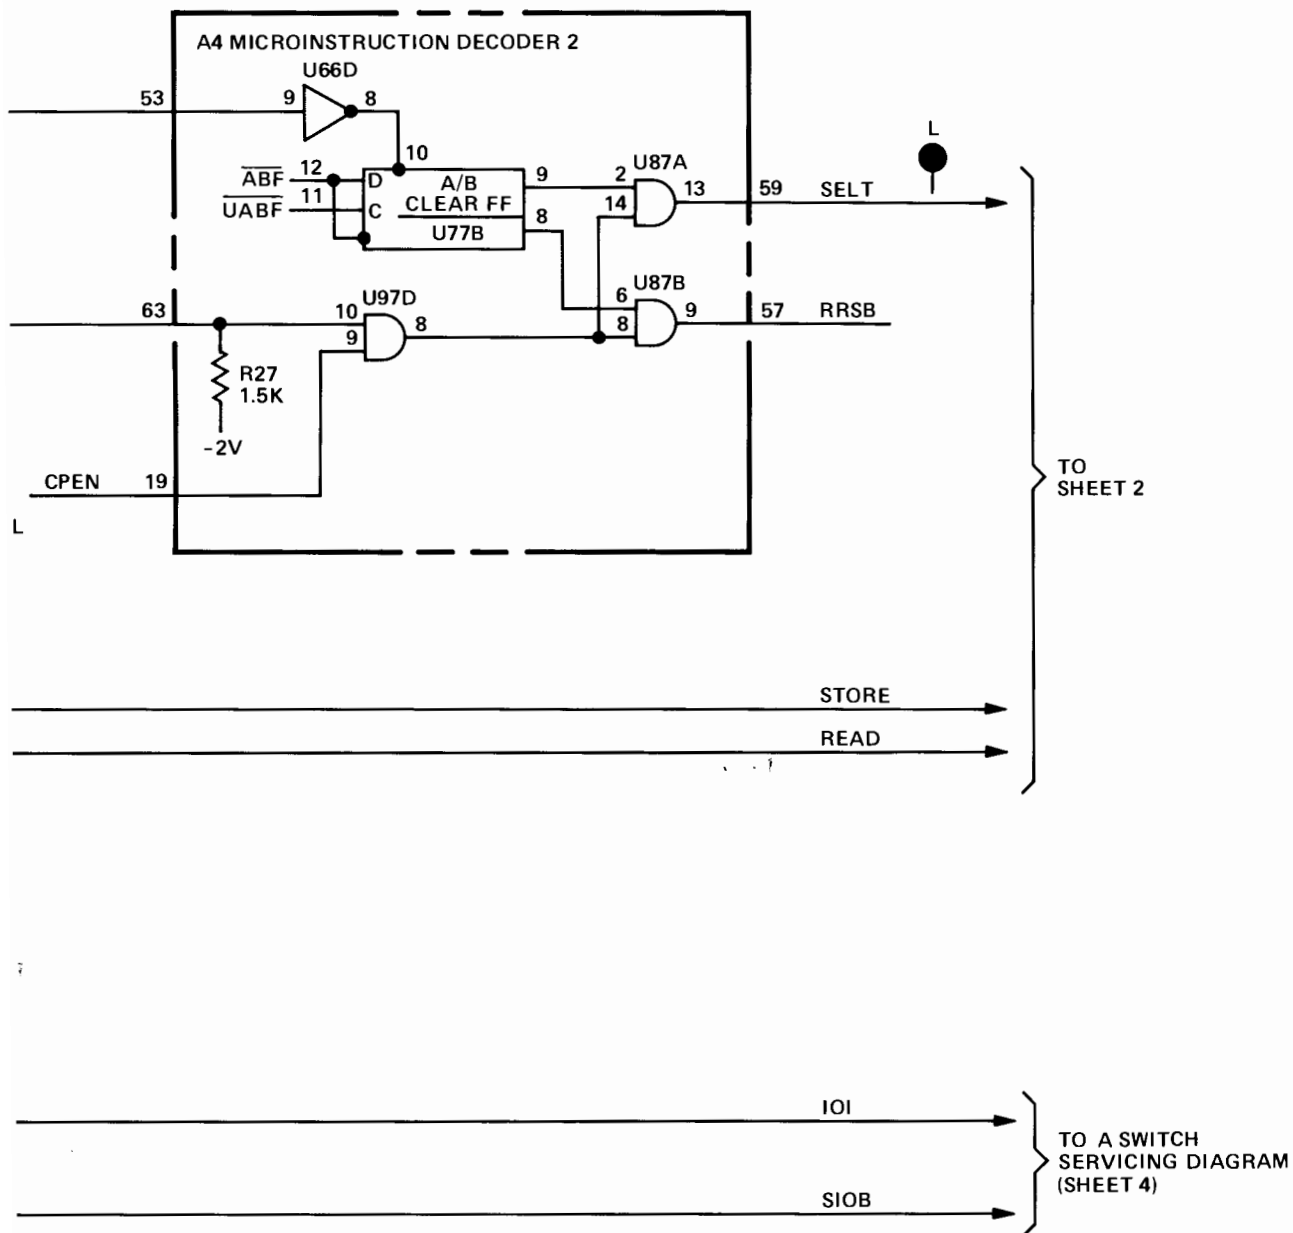 A4 MICROINSTRUCTION DECODER 2
U66D
53
9
8
10
L
ABF
12
D
A/B
CLEAR FF
9
2
U87A
13
59
SELT
UABF
11
C
14
U77B
8
U87B
63
U97D
10
8
6
9
57
RRSB
9
8
R27
1.5K
-2V
CPEN
19
L
TO
SHEET 2
STORE
READ
IOI
TO A SWITCH
SERVICING DIAGRAM
(SHEET 4)
SIOB